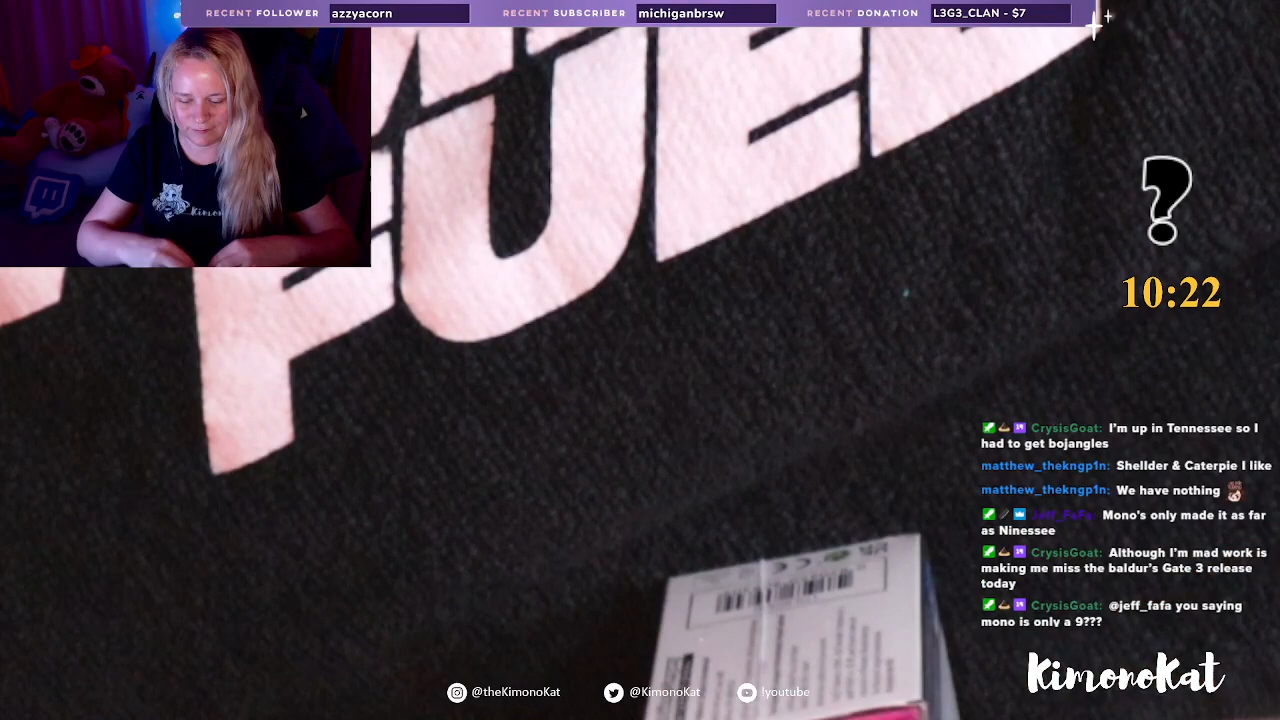 RECENT FOLLOWER azzyacorn RECENT SUBSCRIBER michiganbrsw RECENT DONATION L3G3_CLAN - $7
FUEL
Kimono
?
10:22
CrysisGoat: I'm up in Tennessee so I
had to get bojangles
matthew_thekngp1n: Shellder & Caterpie I like
matthew_thekngp1n: We have nothing
Jeff_FaFa: Mono's only made it as far
as Ninessee
CrysisGoat: Although I'm mad work is
making me miss the baldur's Gate 3 release
today
CrysisGoat: @jeff_fafa you saying
mono is only a 9???
KimonoKat
@theKimonoKat @KimonoKat !youtube